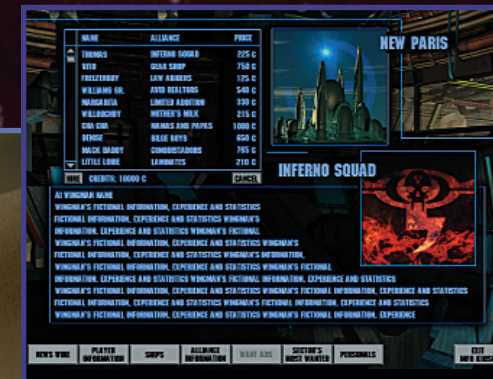 NAME ALLIANCE PRICE
THOMAS INFERNO SQUAD 225 C
VITO GEAR SHOP 750 C
FREEZERBOY LAW ABIDERS 125 C
WILLIAMS SR. AVID REALTORS 540 C
MARGARITA LIMITED ADDITION 330 C
WILLOUGHBY MOTHER'S MILK 215 C
CHA CHA MAMAS AND PAPAS 1000 C
DENISE BILGE BOYS 650 C
MACK DADDY CONQUISTADORS 785 C
LITTLE LOUIE LAMINATES 210 C
HIRE CREDITS: 10000 C CANCEL
NEW PARIS
INFERNO SQUAD
AI WINGMAN NAME
WINGMAN'S FICTIONAL INFORMATION, EXPERIENCE AND STATISTICS
FICTIONAL INFORMATION, EXPERIENCE AND STATISTICS WINGMAN'S
INFORMATION, EXPERIENCE AND STATISTICS WINGMAN'S FICTIONAL
WINGMAN'S FICTIONAL INFORMATION, EXPERIENCE AND STATISTICS WINGMAN'S
FICTIONAL INFORMATION, EXPERIENCE AND STATISTICS WINGMAN'S INFORMATION,
WINGMAN'S FICTIONAL INFORMATION, EXPERIENCE AND STATISTICS WINGMAN'S FICTIONAL
INFORMATION, EXPERIENCE AND STATISTICS WINGMAN'S FICTIONAL INFORMATION, EXPERIENCE AND STATISTICS
WINGMAN'S FICTIONAL INFORMATION, EXPERIENCE AND STATISTICS WINGMAN'S FICTIONAL INFORMATION, EXPERIENCE AND STATISTICS
FICTIONAL INFORMATION, EXPERIENCE AND STATISTICS WINGMAN'S FICTIONAL INFORMATION, EXPERIENCE AND STATISTICS
WINGMAN'S FICTIONAL INFORMATION, EXPERIENCE AND STATISTICS WINGMAN'S FICTIONAL INFORMATION, EXPERIENCE
NEWS WIRE
PLAYER INFORMATION
SHIPS
ALLIANCE INFORMATION
WANT ADS
SECTOR'S MOST WANTED
PERSONALS
EXIT INFO KIOSK